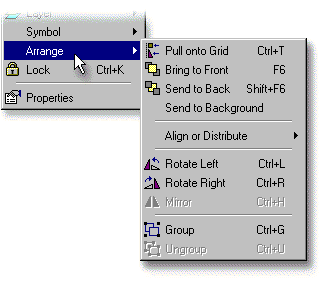 Layer
Symbol
Arrange
Lock Ctrl+K
Properties
Pull onto Grid Ctrl+T
Bring to Front F6
Send to Back Shift+F6
Send to Background
Align or Distribute
Rotate Left Ctrl+L
Rotate Right Ctrl+R
Mirror Ctrl+H
Group Ctrl+G
Ungroup Ctrl+U